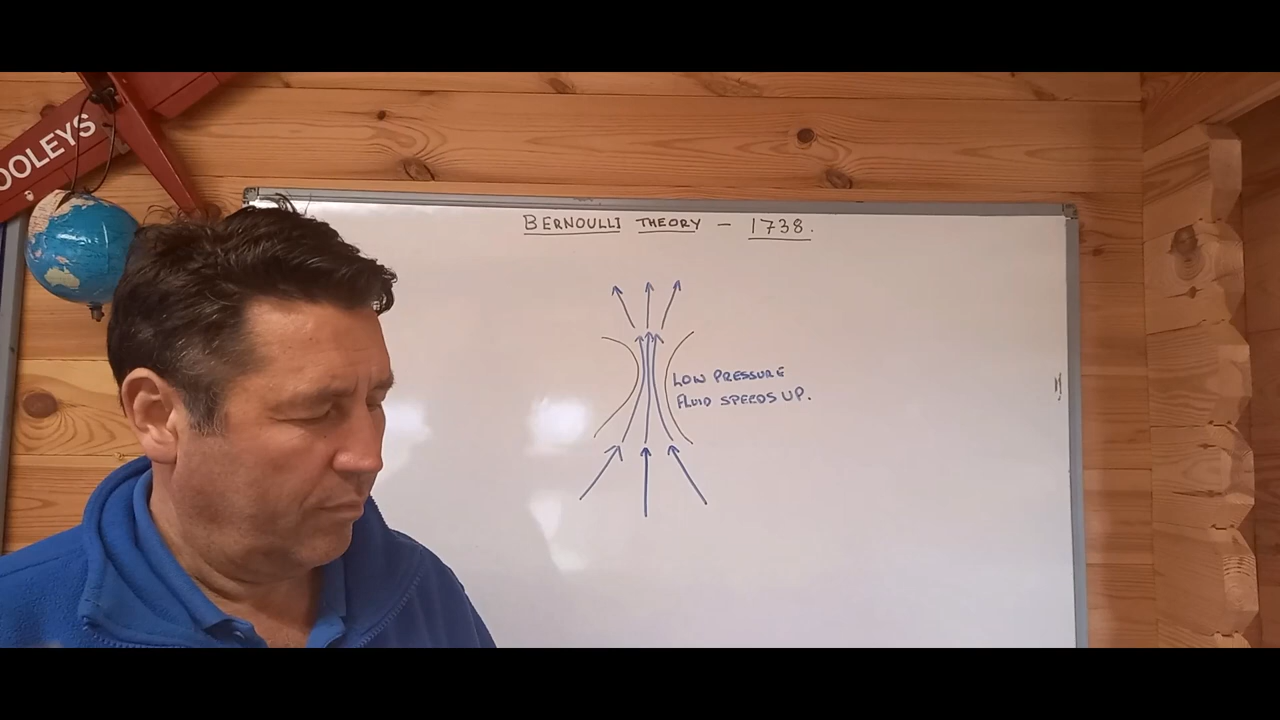 OOLEYS
BERNOULLI THEORY – 1738.
LOW PRESSURE
FLUID SPEEDS UP.